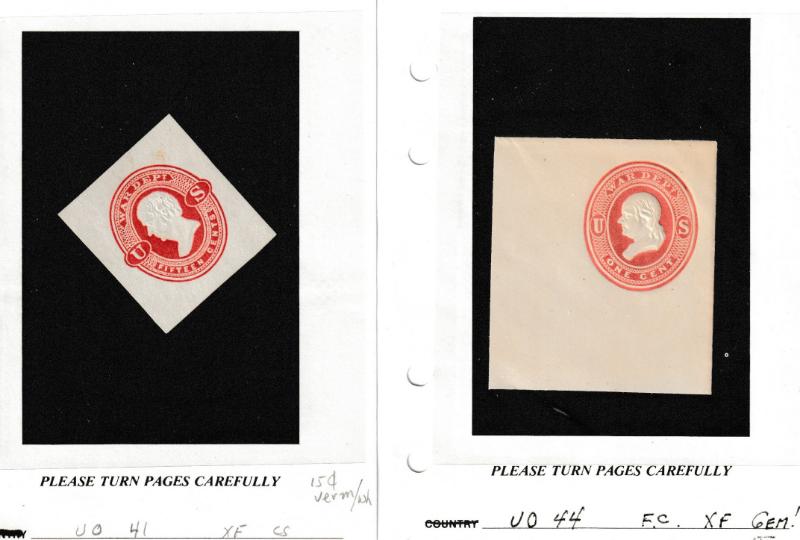 WAR DEPT
U S
FIFTEEN CENTS
PLEASE TURN PAGES CAREFULLY
15¢
verm/wh
UO 41 XF CS
WAR DEPT
U S
ONE CENT
PLEASE TURN PAGES CAREFULLY
COUNTRY UO 44 F.C. XF GEM!